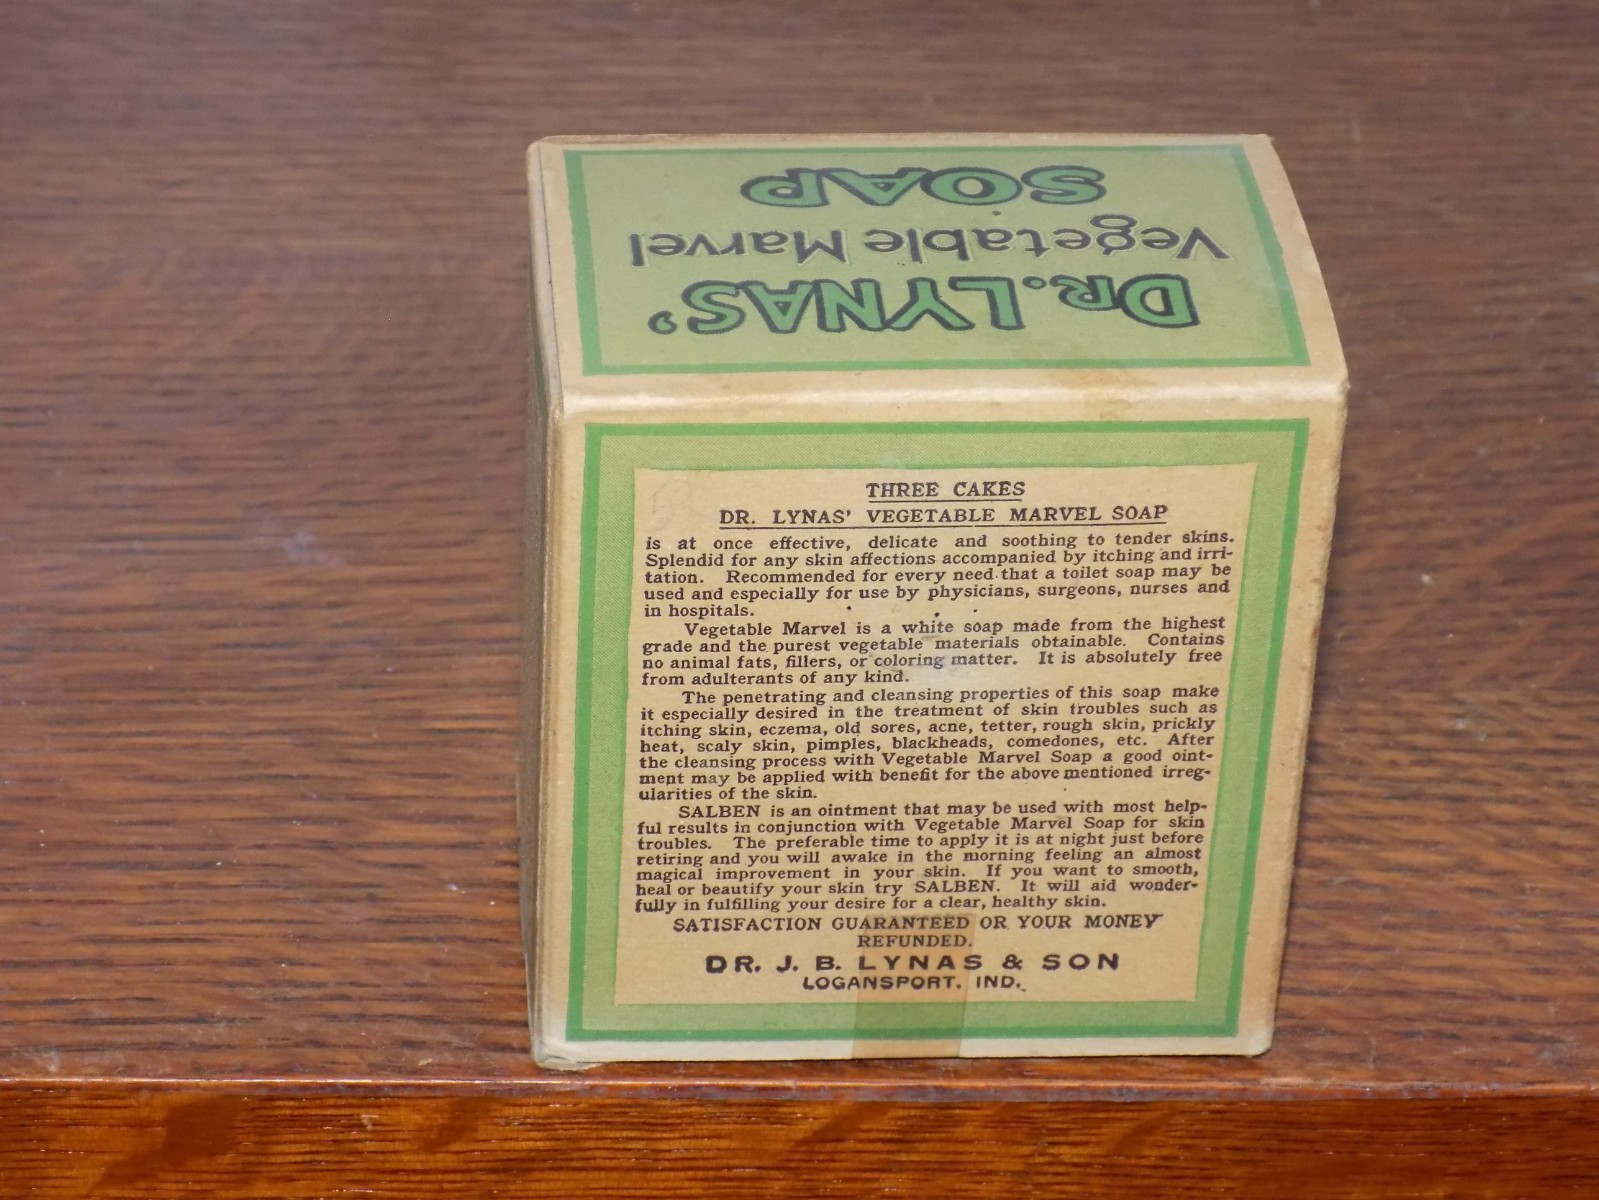 DR. LYNAS'
Vegetable Marvel
SOAP
THREE CAKES
DR. LYNAS' VEGETABLE MARVEL SOAP
is at once effective, delicate and soothing to tender skins.
Splendid for any skin affections accompanied by itching and irri-
tation. Recommended for every need that a toilet soap may be
used and especially for use by physicians, surgeons, nurses and
in hospitals.
Vegetable Marvel is a white soap made from the highest
grade and the purest vegetable materials obtainable. Contains
no animal fats, fillers, or coloring matter. It is absolutely free
from adulterants of any kind.
The penetrating and cleansing properties of this soap make
it especially desired in the treatment of skin troubles such as
itching skin, eczema, old sores, acne, tetter, rough skin, prickly
heat, scaly skin, pimples, blackheads, comedones, etc. After
the cleansing process with Vegetable Marvel Soap a good oint-
ment may be applied with benefit for the above mentioned irreg-
ularities of the skin.
SALBEN is an ointment that may be used with most help-
ful results in conjunction with Vegetable Marvel Soap for skin
troubles. The preferable time to apply it is at night just before
retiring and you will awake in the morning feeling an almost
magical improvement in your skin. If you want to smooth,
heal or beautify your skin try SALBEN. It will aid wonder-
fully in fulfilling your desire for a clear, healthy skin.
SATISFACTION GUARANTEED OR YOUR MONEY
REFUNDED.
DR. J. B. LYNAS & SON
LOGANSPORT, IND.